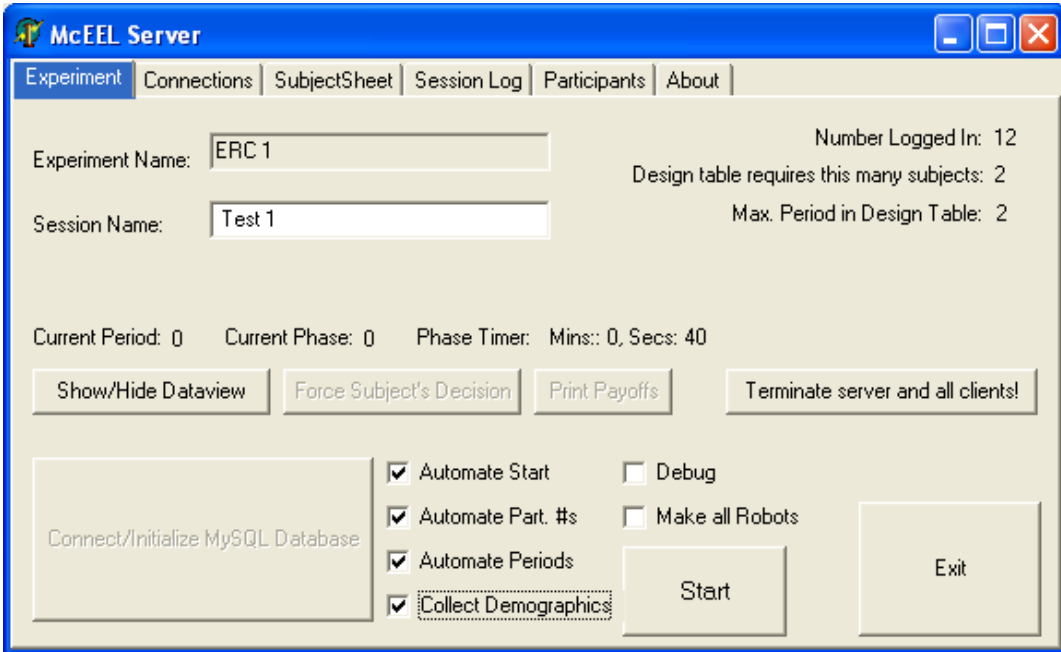 McEEL Server
Experiment Connections SubjectSheet Session Log Participants About
Experiment Name: ERC 1
Number Logged In: 12
Design table requires this many subjects: 2
Session Name: Test 1
Max. Period in Design Table: 2
Current Period: 0 Current Phase: 0 Phase Timer: Mins:: 0, Secs: 40
Show/Hide Dataview Force Subject's Decision Print Payoffs Terminate server and all clients!
Connect/Initialize MySQL Database
Automate Start Debug
Automate Part. #s Make all Robots
Automate Periods
Collect Demographics
Start
Exit